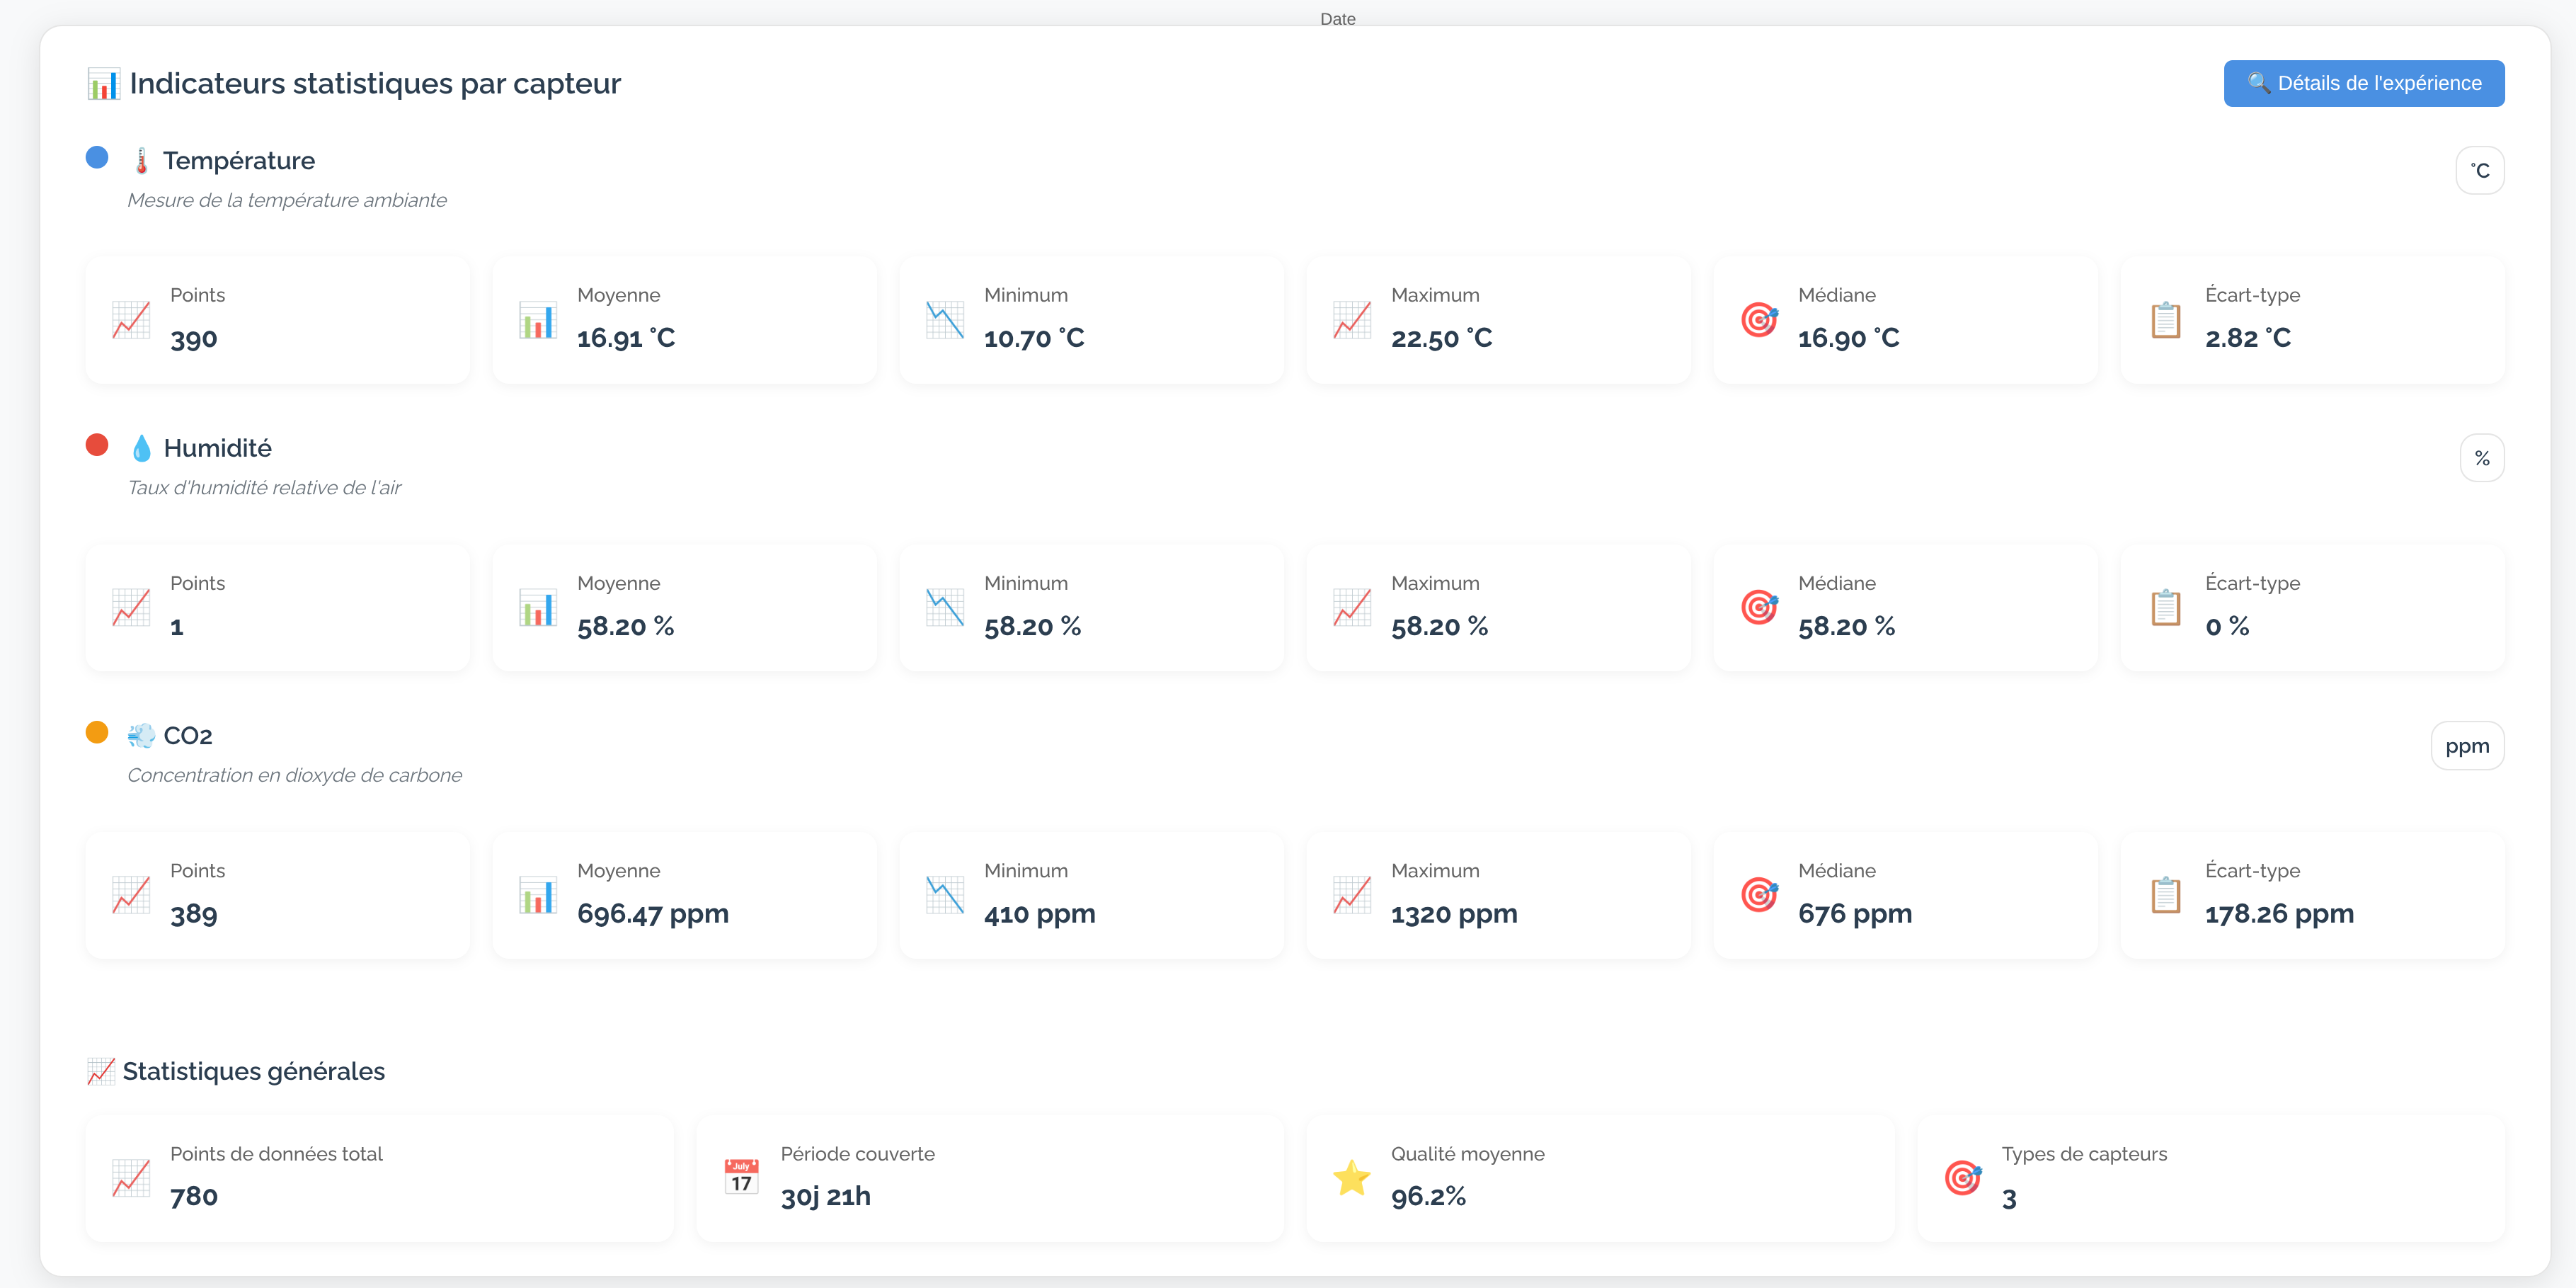 Date
Indicateurs statistiques par capteur
Détails de l'expérience
Température
°C
Mesure de la température ambiante
Points
Moyenne
Minimum
Maximum
Médiane
Écart-type
390
16.91 °C
10.70 °C
22.50 °C
16.90 °C
2.82 °C
Humidité
%
Taux d'humidité relative de l'air
Points
Moyenne
Minimum
Maximum
Médiane
Écart-type
1
58.20 %
58.20 %
58.20 %
58.20 %
0 %
CO2
ppm
Concentration en dioxyde de carbone
Points
Moyenne
Minimum
Maximum
Médiane
Écart-type
389
696.47 ppm
410 ppm
1320 ppm
676 ppm
178.26 ppm
Statistiques générales
Points de données total
Période couverte
Qualité moyenne
Types de capteurs
780
July
17
30j 21h
96.2%
3